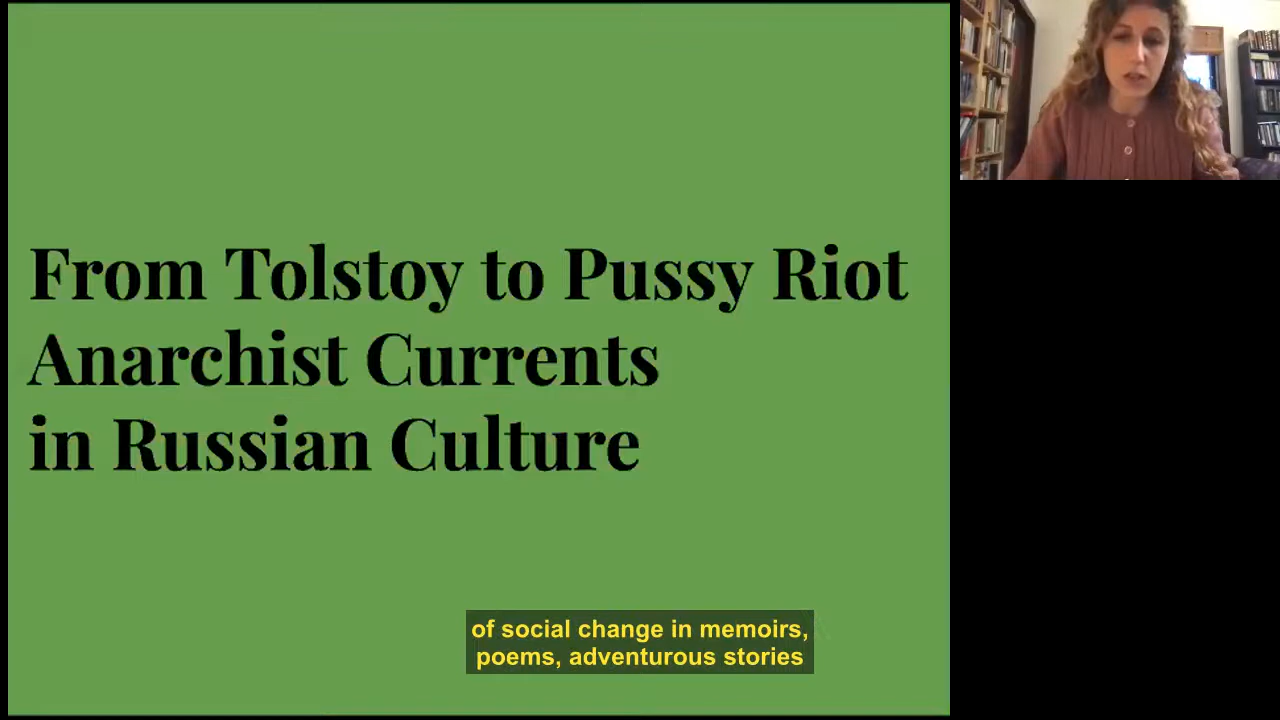 From Tolstoy to Pussy Riot
Anarchist Currents
in Russian Culture
of social change in memoirs,
poems, adventurous stories